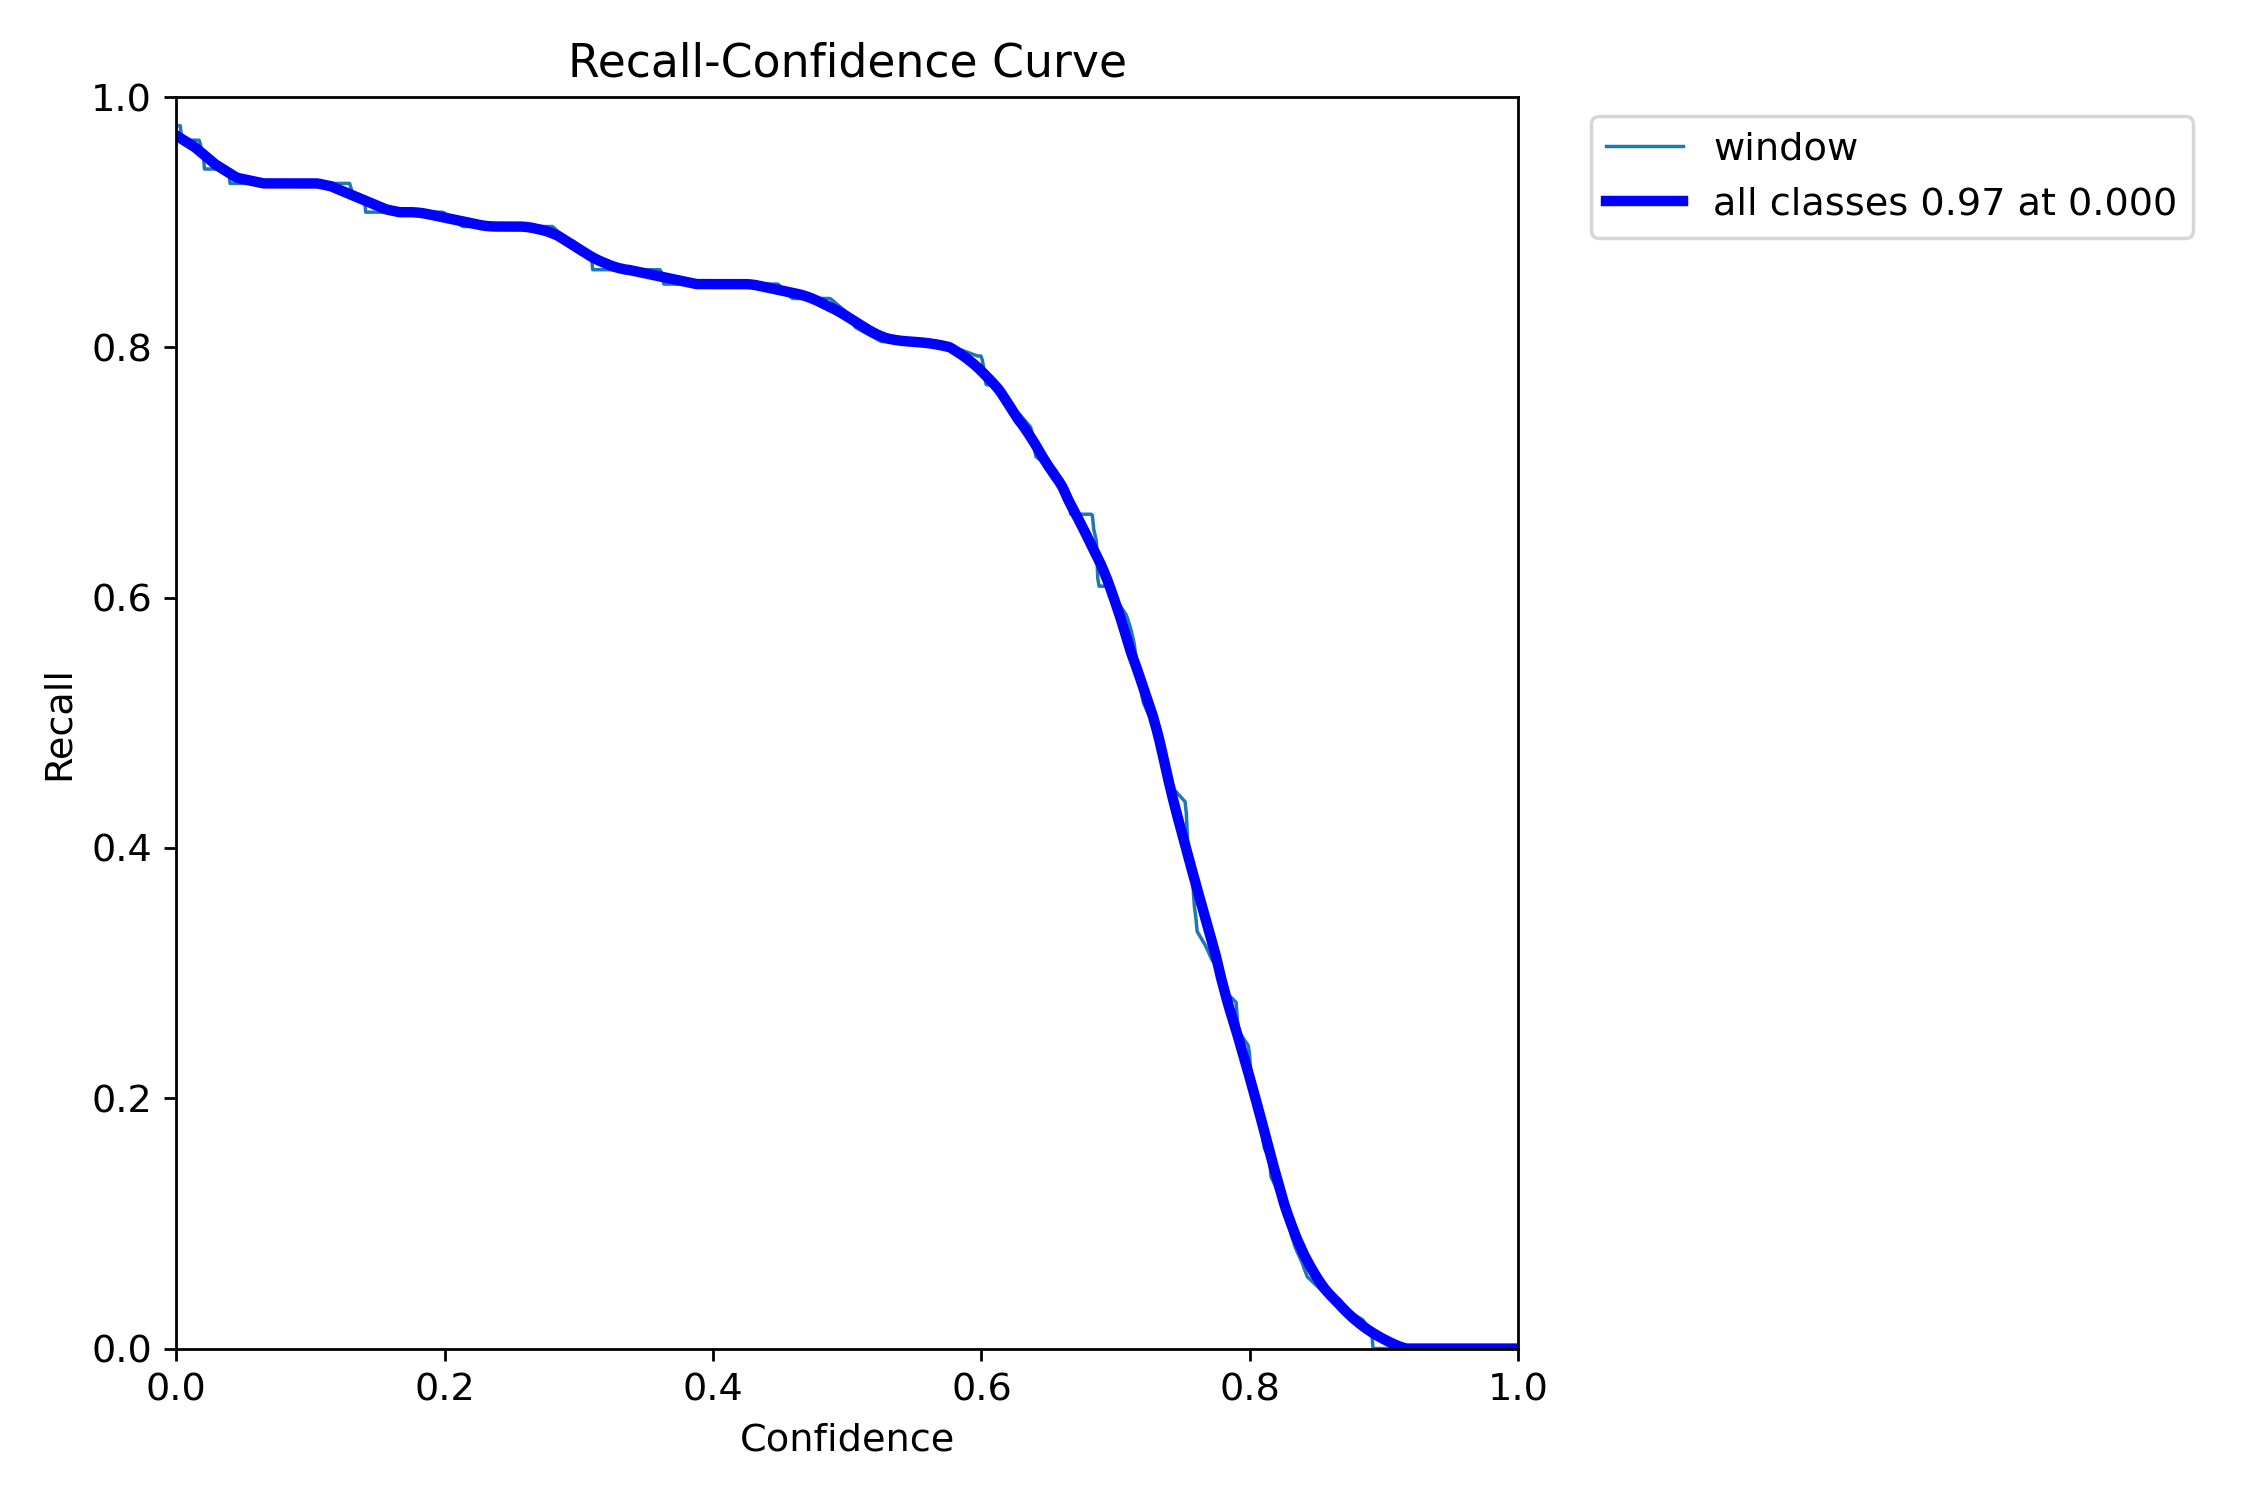 Recall-Confidence Curve
1.0
0.8
0.6
0.4
0.2
0.0
Recall
0.0 0.2 0.4 0.6 0.8 1.0
Confidence
window
all classes 0.97 at 0.000